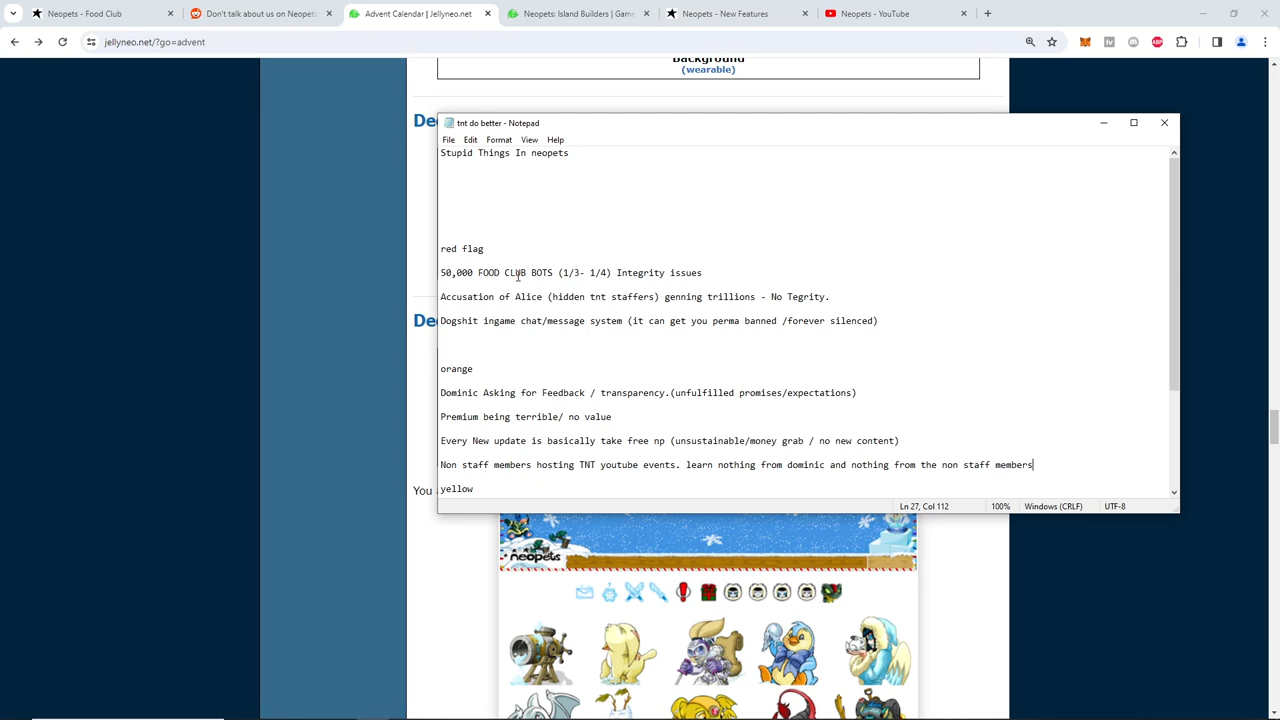 Neopets - Food Club
Don't talk about us on Neopets
Advent Calendar | Jellyneo.net
Neopets: Island Builders | Gam
Neopets - New Features
Neopets - YouTube
jellyneo.net/?go=advent
Background
(wearable)
Dec
tnt do better - Notepad
File Edit Format View Help
Stupid Things In neopets
red flag
50,000 FOOD CLUB BOTS (1/3- 1/4) Integrity issues
Accusation of Alice (hidden tnt staffers) genning trillions - No Tegrity.
Dec
Dogshit ingame chat/message system (it can get you perma banned /forever silenced)
orange
Dominic Asking for Feedback / transparency.(unfulfilled promises/expectations)
Premium being terrible/ no value
Every New update is basically take free np (unsustainable/money grab / no new content)
Non staff members hosting TNT youtube events. learn nothing from dominic and nothing from the non staff members
You
yellow
Ln 27, Col 112 100% Windows (CRLF) UTF-8
neopets